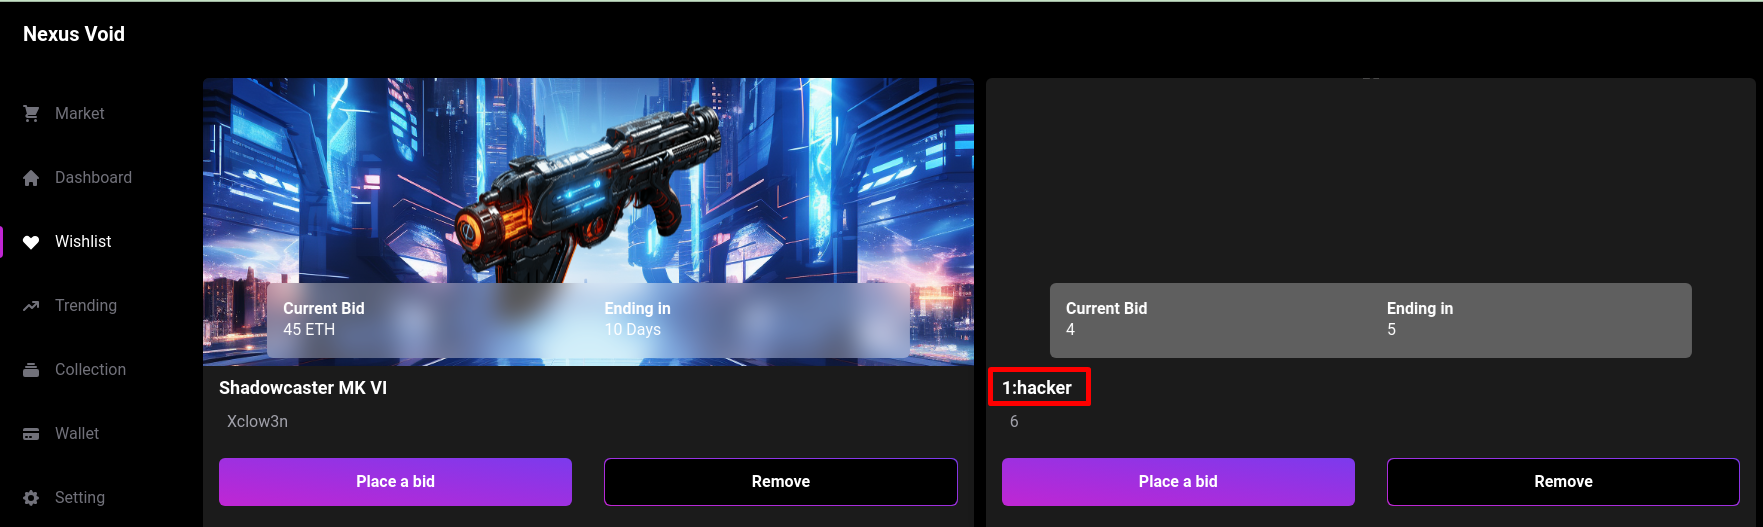 Nexus Void
Market
Dashboard
Wishlist
Trending
Collection
Wallet
Setting
Current Bid
45 ETH
Ending in
10 Days
Shadowcaster MK VI
Xclow3n
Place a bid
Remove
Current Bid
4
Ending in
5
1:hacker
6
Place a bid
Remove